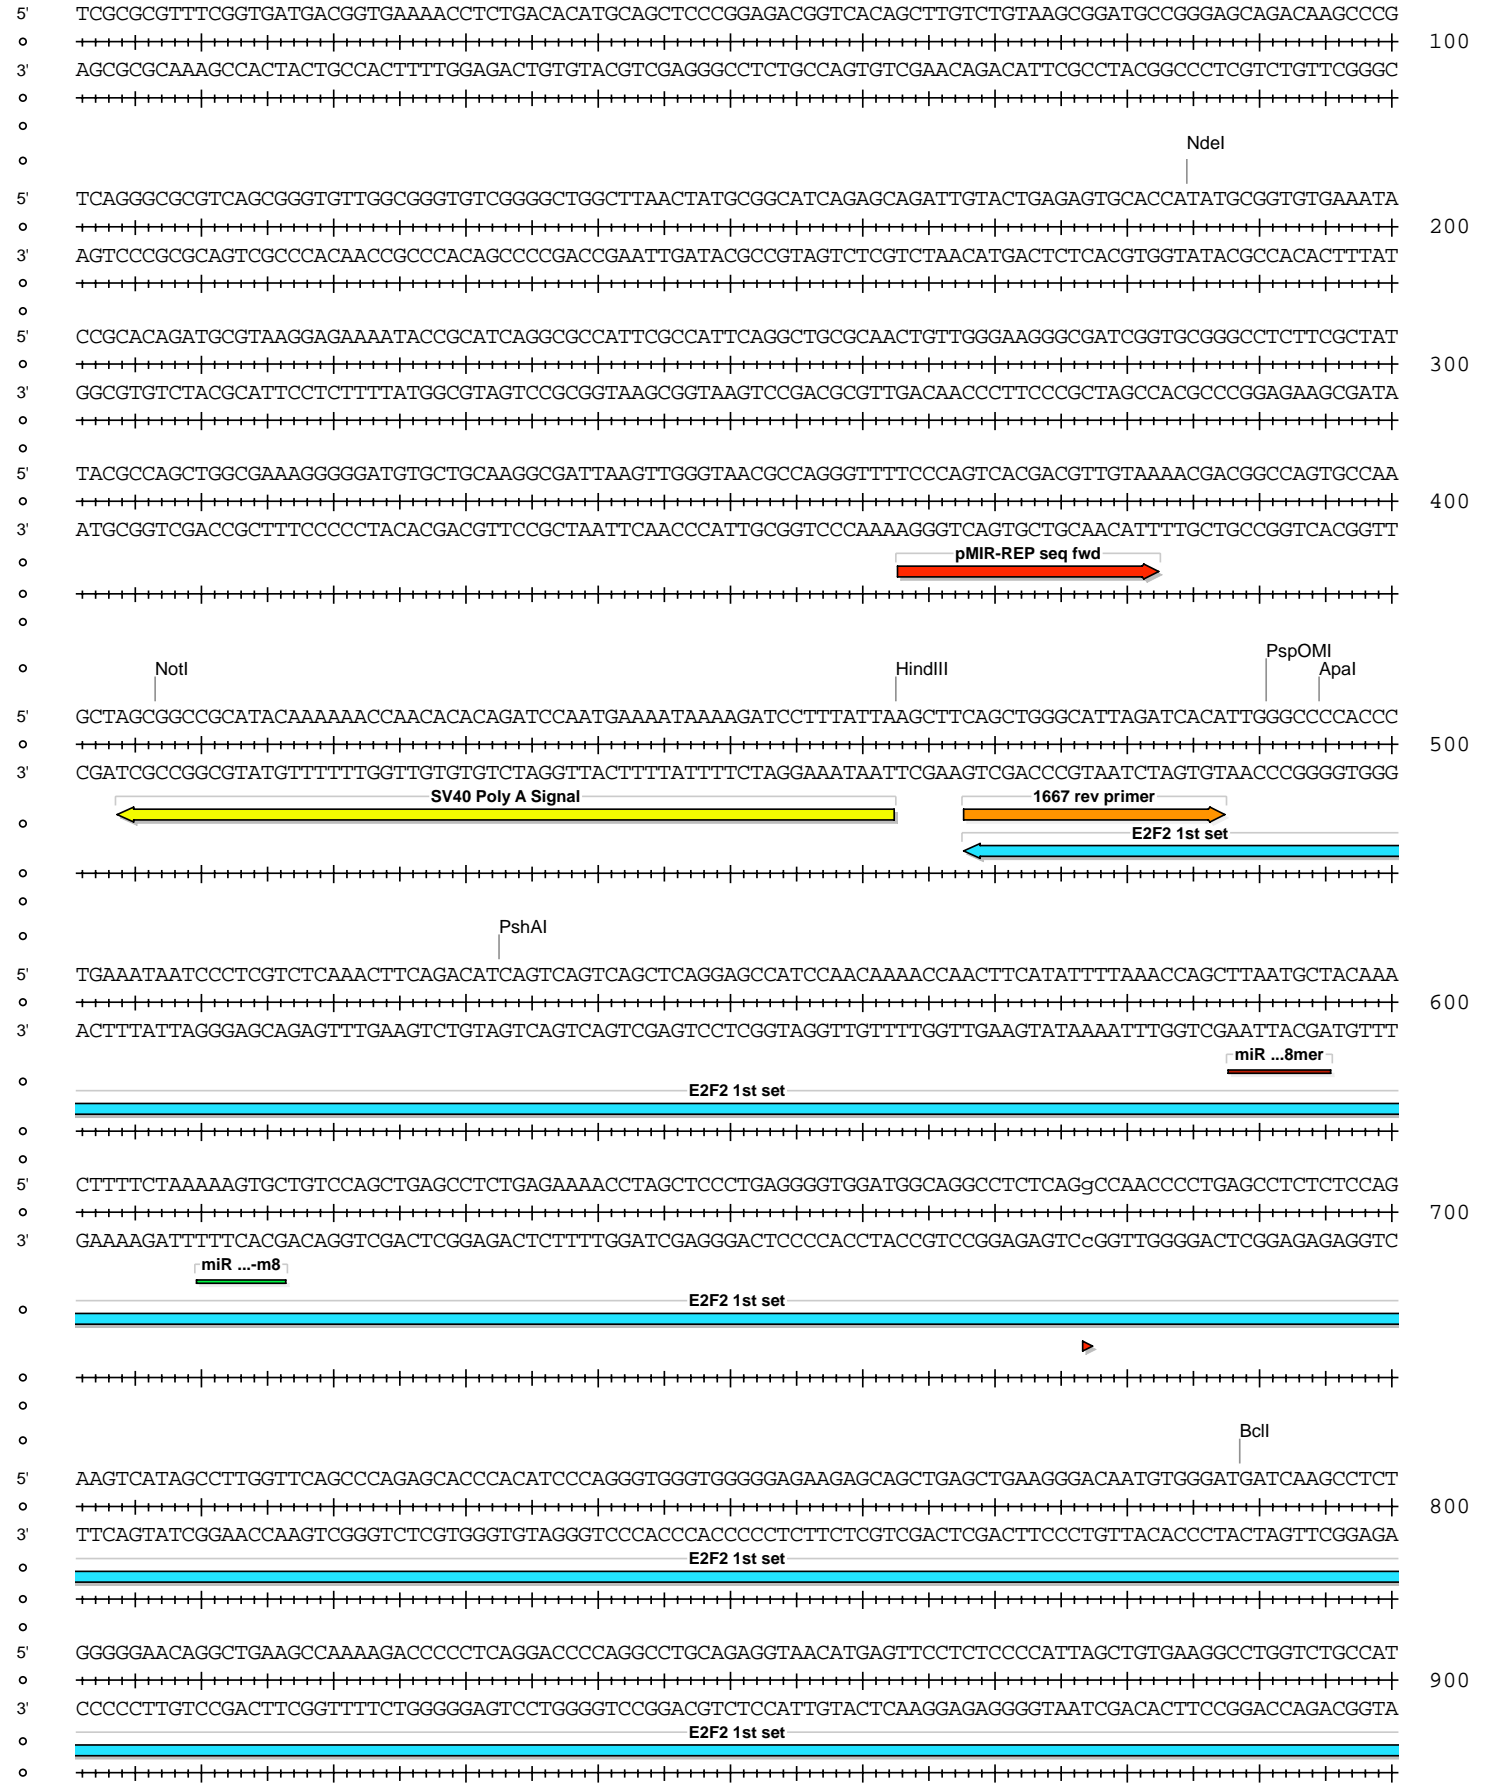 TCGCGCGTTTCGGTGATGACGGTGAAAACCTCTGACACATGCAGCTCCCGGAGACGGTCACAGCTTGTCTGTAAGCGGATGCCGGGAGCAGACAAGCCCG
100
3' AGCGCGCAAAGCCACTACTGCCACTTTTGGAGACTGTGTACGTCGAGGGCCTCTGCCAGTGTCGAACAGACATTCGCCTACGGCCCTCGTCTGTTCGGGC
NdeI
5' TCAGGGCGCGTCAGCGGGTGTTGGCGGGTGTCGGGGCTGGCTTAACTATGCGGCATCAGAGCAGATTGTACTGAGAGTGCACCATATGCGGTGTGAAATA
200
3' AGTCCCGCGCAGTCGCCCACAACCGCCCACAGCCCCGACCGAATTGATACGCCGTAGTCTCGTCTAACATGACTCTCACGTGGTATACGCCACACTTTAT
5' CCGCACAGATGCGTAAGGAGAAAATACCGCATCAGGCGCCATTCGCCATTCAGGCTGCGCAACTGTTGGGAAGGGCGATCGGTGCGGGCCTCTTCGCTAT
300
3' GGCGTGTCTACGCATTCCTCTTTTATGGCGTAGTCCGCGGTAAGCGGTAAGTCCGACGCGTTGACAACCCTTCCCGCTAGCCACGCCCGGAGAAGCGATA
5' TACGCCAGCTGGCGAAAGGGGGATGTGCTGCAAGGCGATTAAGTTGGGTAACGCCAGGGTTTTCCCAGTCACGACGTTGTAAAACGACGGCCAGTGCCAA
400
3' ATGCGGTCGACCGCTTTCCCCCTACACGACGTTCCGCTAATTCAACCCATTGCGGTCCCAAAAGGGTCAGTGCTGCAACATTTTGCTGCCGGTCACGGTT
pMIR-REP seq fwd
NotI HindIII PspOMI ApaI
5' GCTAGCGGCCGCATACAAAAAACCAACACACAGATCCAATGAAAATAAAAGATCCTTTATTAAGCTTCAGCTGGGCATTAGATCACATTGGGCCCCACCC
500
3' CGATCGCCGGCGTATGTTTTTTGGTTGTGTGTCTAGGTTACTTTTATTTTCTAGGAAATAATTCGAAGTCGACCCGTAATCTAGTGTAACCCGGGGTGGG
SV40 Poly A Signal 1667 rev primer
E2F2 1st set
PshAI
5' TGAAATAATCCCTCGTCTCAAACTTCAGACATCAGTCAGTCAGCTCAGGAGCCATCCAACAAAACCAACTTCATATTTTAAACCAGCTTAATGCTACAAA
600
3' ACTTTATTAGGGAGCAGAGTTTGAAGTCTGTAGTCAGTCAGTCGAGTCCTCGGTAGGTTGTTTTGGTTGAAGTATAAAATTTGGTCGAATTACGATGTTT
miR ...8mer
E2F2 1st set
5' CTTTTCTAAAAAGTGCTGTCCAGCTGAGCCTCTGAGAAAACCTAGCTCCCTGAGGGGTGGATGGCAGGCCTCTCAGgCCAACCCCTGAGCCTCTCTCCAG
700
3' GAAAAGATTTTTCACGACAGGTCGACTCGGAGACTCTTTTGGATCGAGGGACTCCCCACCTACCGTCCGGAGAGTCcGGTTGGGGACTCGGAGAGAGGTC
miR ...-m8
E2F2 1st set
BclI
5' AAGTCATAGCCTTGGTTCAGCCCAGAGCACCCACATCCCAGGGTGGGTGGGGGAGAAGAGCAGCTGAGCTGAAGGGACAATGTGGGATGATCAAGCCTCT
800
3' TTCAGTATCGGAACCAAGTCGGGTCTCGTGGGTGTAGGGTCCCACCCACCCCCTCTTCTCGTCGACTCGACTTCCCTGTTACACCCTACTAGTTCGGAGA
E2F2 1st set
5' GGGGGAACAGGCTGAAGCCAAAAGACCCCCTCAGGACCCCAGGCCTGCAGAGGTAACATGAGTTCCTCTCCCCATTAGCTGTGAAGGCCTGGTCTGCCAT
900
3' CCCCCTTGTCCGACTTCGGTTTTCTGGGGGAGTCCTGGGGTCCGGACGTCTCCATTGTACTCAAGGAGAGGGGTAATCGACACTTCCGGACCAGACGGTA
E2F2 1st set